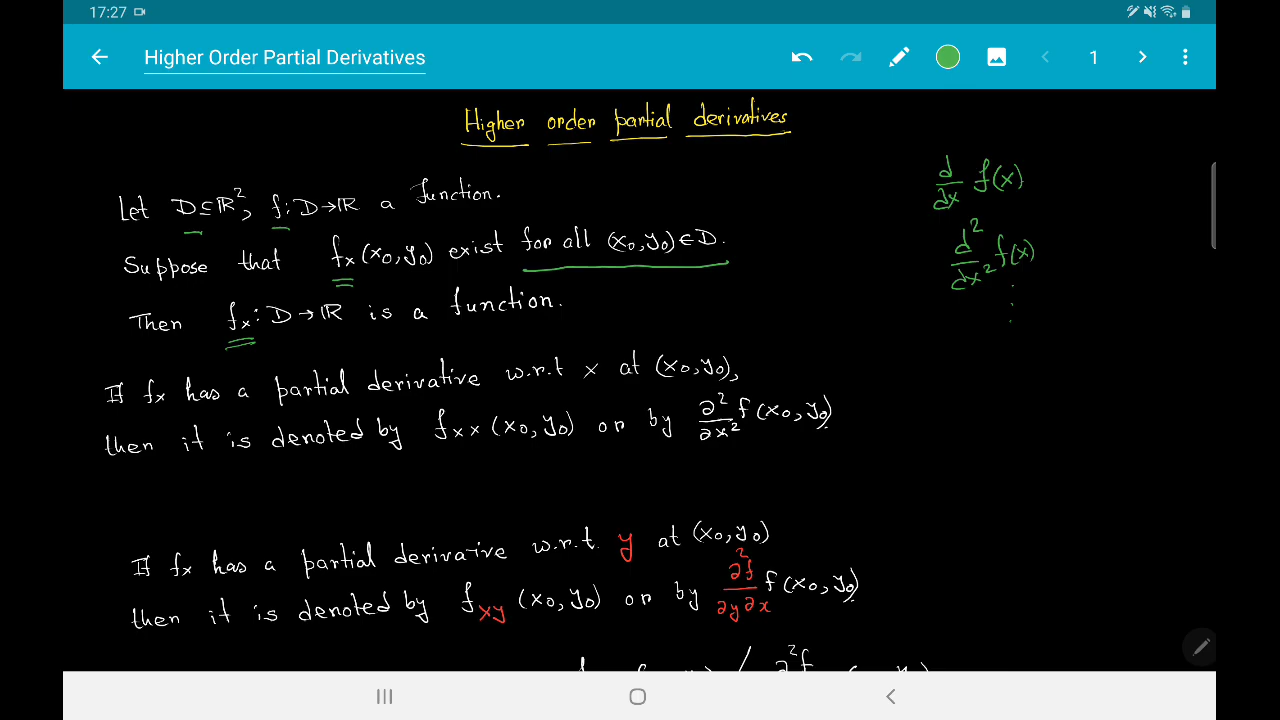 17:27
Higher Order Partial Derivatives
1
Higher order partial derivatives
Let D⊆ℝ², f:D→ℝ a function.
Suppose that fₓ(x₀,y₀) exist for all (x₀,y₀)∈D.
Then fₓ:D→ℝ is a function.
d/dx f(x)
d²/dx² f(x)
⋮
If fₓ has a partial derivative w.r.t x at (x₀,y₀),
then it is denoted by fₓₓ(x₀,y₀) or by ∂²/∂x² f(x₀,y₀)
If fₓ has a partial derivative w.r.t. y at (x₀,y₀)
then it is denoted by f_xy (x₀,y₀) or by ∂²f/∂y∂x f(x₀,y₀)
∂²f